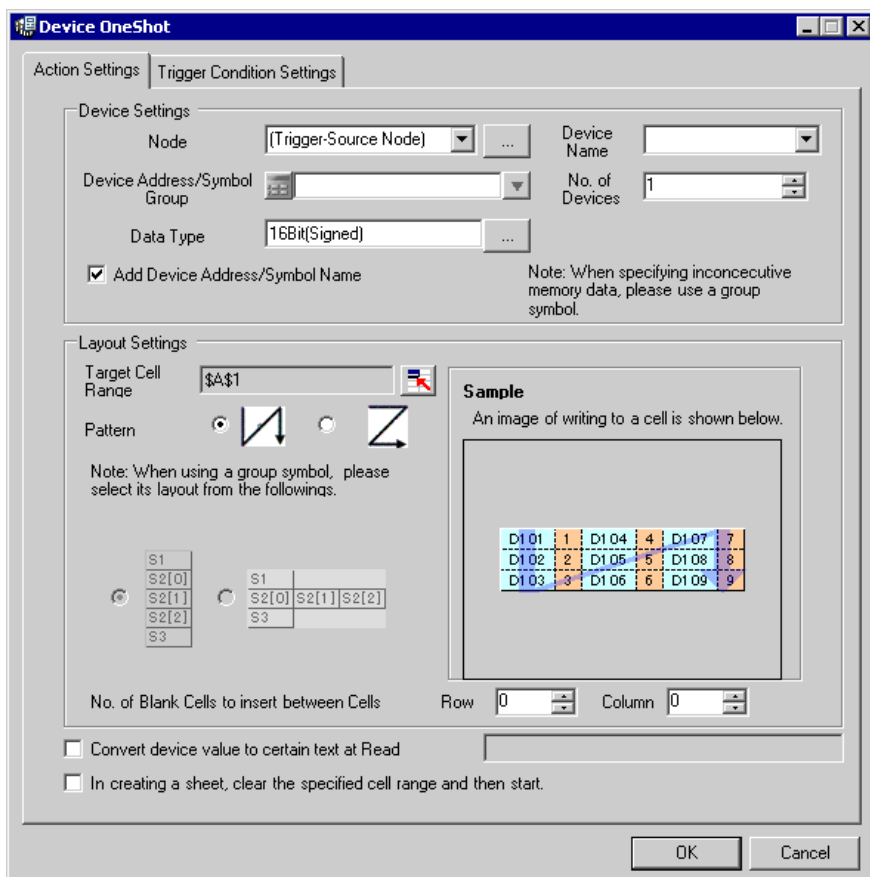 Device OneShot
Action Settings
Trigger Condition Settings
Device Settings
Node
(Trigger-Source Node)
...
Device
Name
Device Address/Symbol
Group
No. of
Devices
1
Data Type
16Bit(Signed)
...
Add Device Address/Symbol Name
Note: When specifying inconcecutive
memory data, please use a group
symbol.
Layout Settings
Target Cell
Range
$A$1
Pattern
Note: When using a group symbol, please
select its layout from the followings.
S1
S2[0]
S2[1]
S2[2]
S3
S1
S2[0] S2[1] S2[2]
S3
Sample
An image of writing to a cell is shown below.
D101 1 D104 4 D107 7
D102 2 D105 5 D108 8
D103 3 D106 6 D109 9
No. of Blank Cells to insert between Cells
Row
0
Column
0
Convert device value to certain text at Read
In creating a sheet, clear the specified cell range and then start.
OK
Cancel